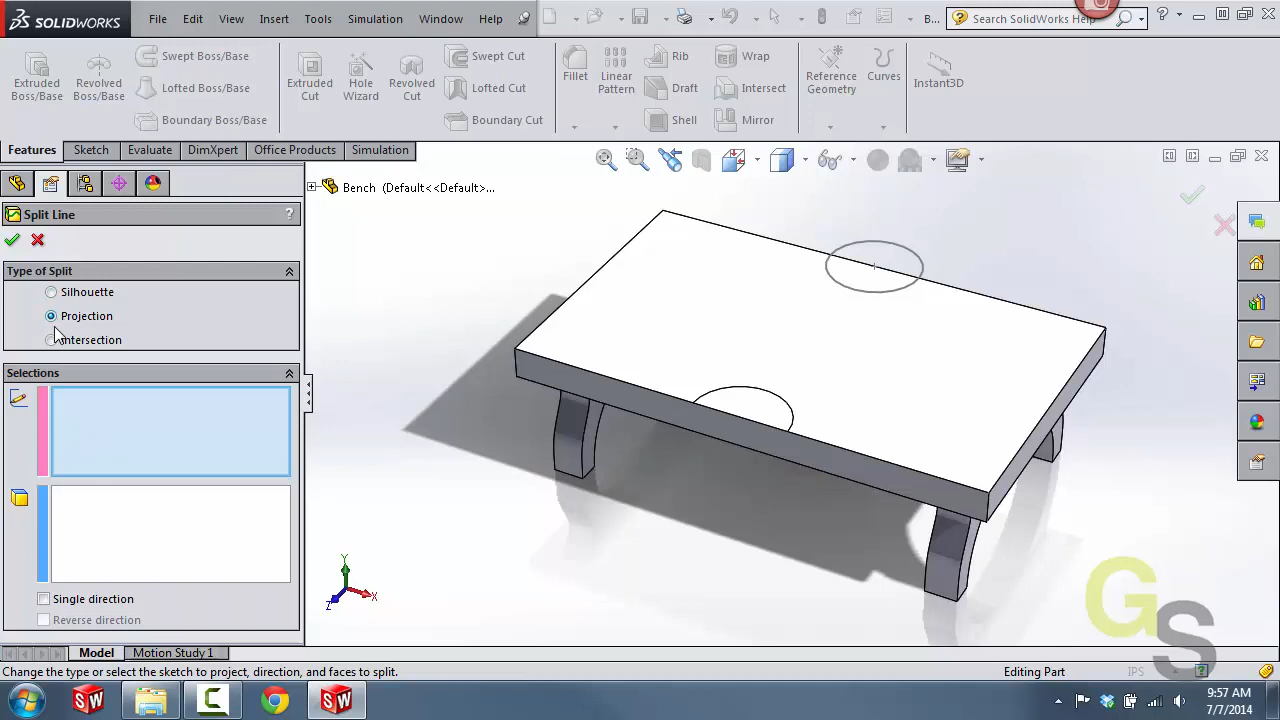 SOLIDWORKS File Edit View Insert Tools Simulation Window Help B... Search SolidWorks Help
Extruded Boss/Base
Revolved Boss/Base
Swept Boss/Base
Lofted Boss/Base
Boundary Boss/Base
Extruded Cut
Hole Wizard
Revolved Cut
Swept Cut
Lofted Cut
Boundary Cut
Fillet
Linear Pattern
Rib
Draft
Shell
Wrap
Intersect
Mirror
Reference Geometry
Curves
Instant3D
Features Sketch Evaluate DimXpert Office Products Simulation
Bench (Default<<Default>...
Split Line ?
Type of Split
Silhouette
Projection
Intersection
Selections
Single direction
Reverse direction
Y
X
Z
GS
Model Motion Study 1
Change the type or select the sketch to project, direction, and faces to split. Editing Part IPS ?
SW C SW
9:57 AM
7/7/2014